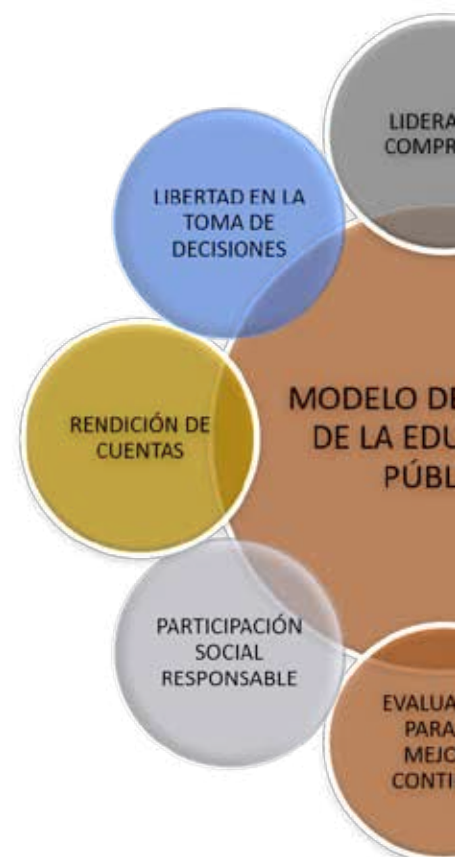 LIDERA
COMPR
LIBERTAD EN LA
TOMA DE
DECISIONES
MODELO DE
DE LA EDU
PÚBL
RENDICIÓN DE
CUENTAS
PARTICIPACIÓN
SOCIAL
RESPONSABLE
EVALUA
PARA
MEJO
CONTI